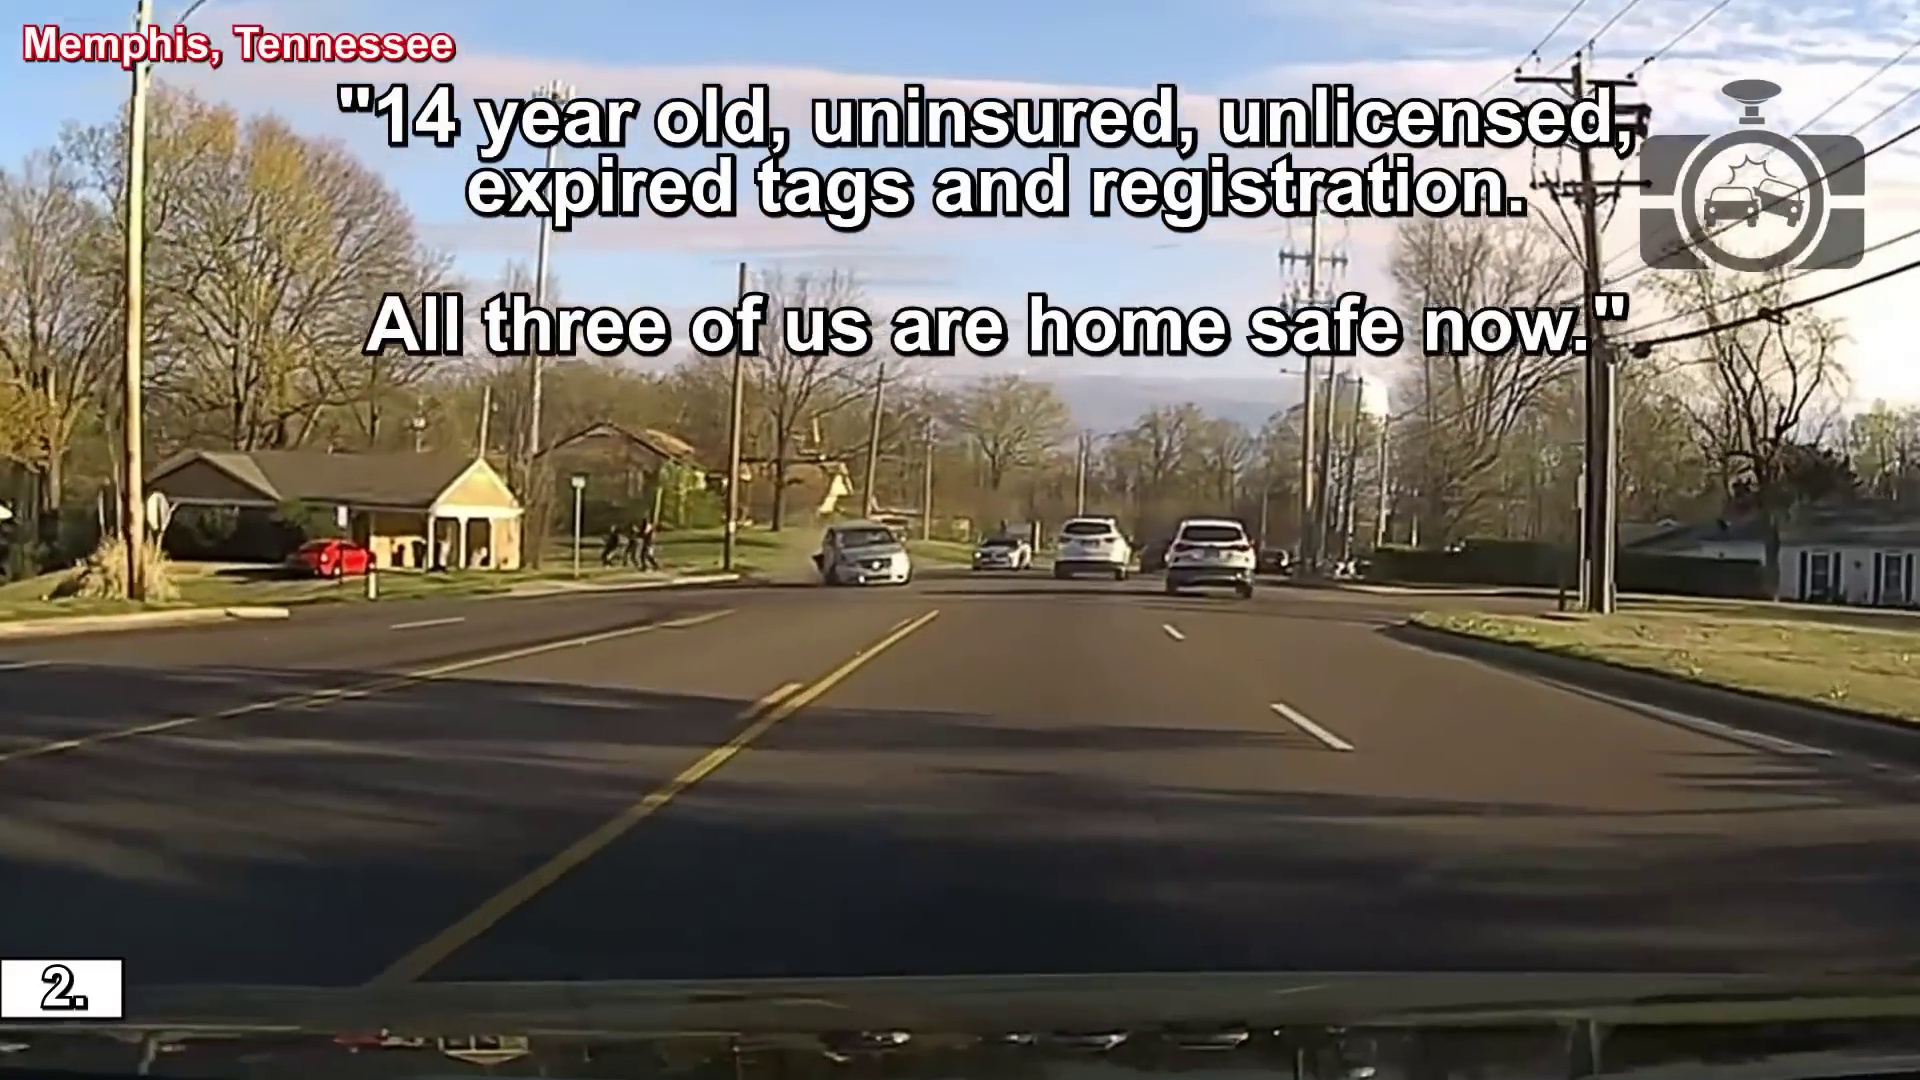 Memphis, Tennessee
"14 year old, uninsured, unlicensed,
expired tags and registration.
All three of us are home safe now."
2.